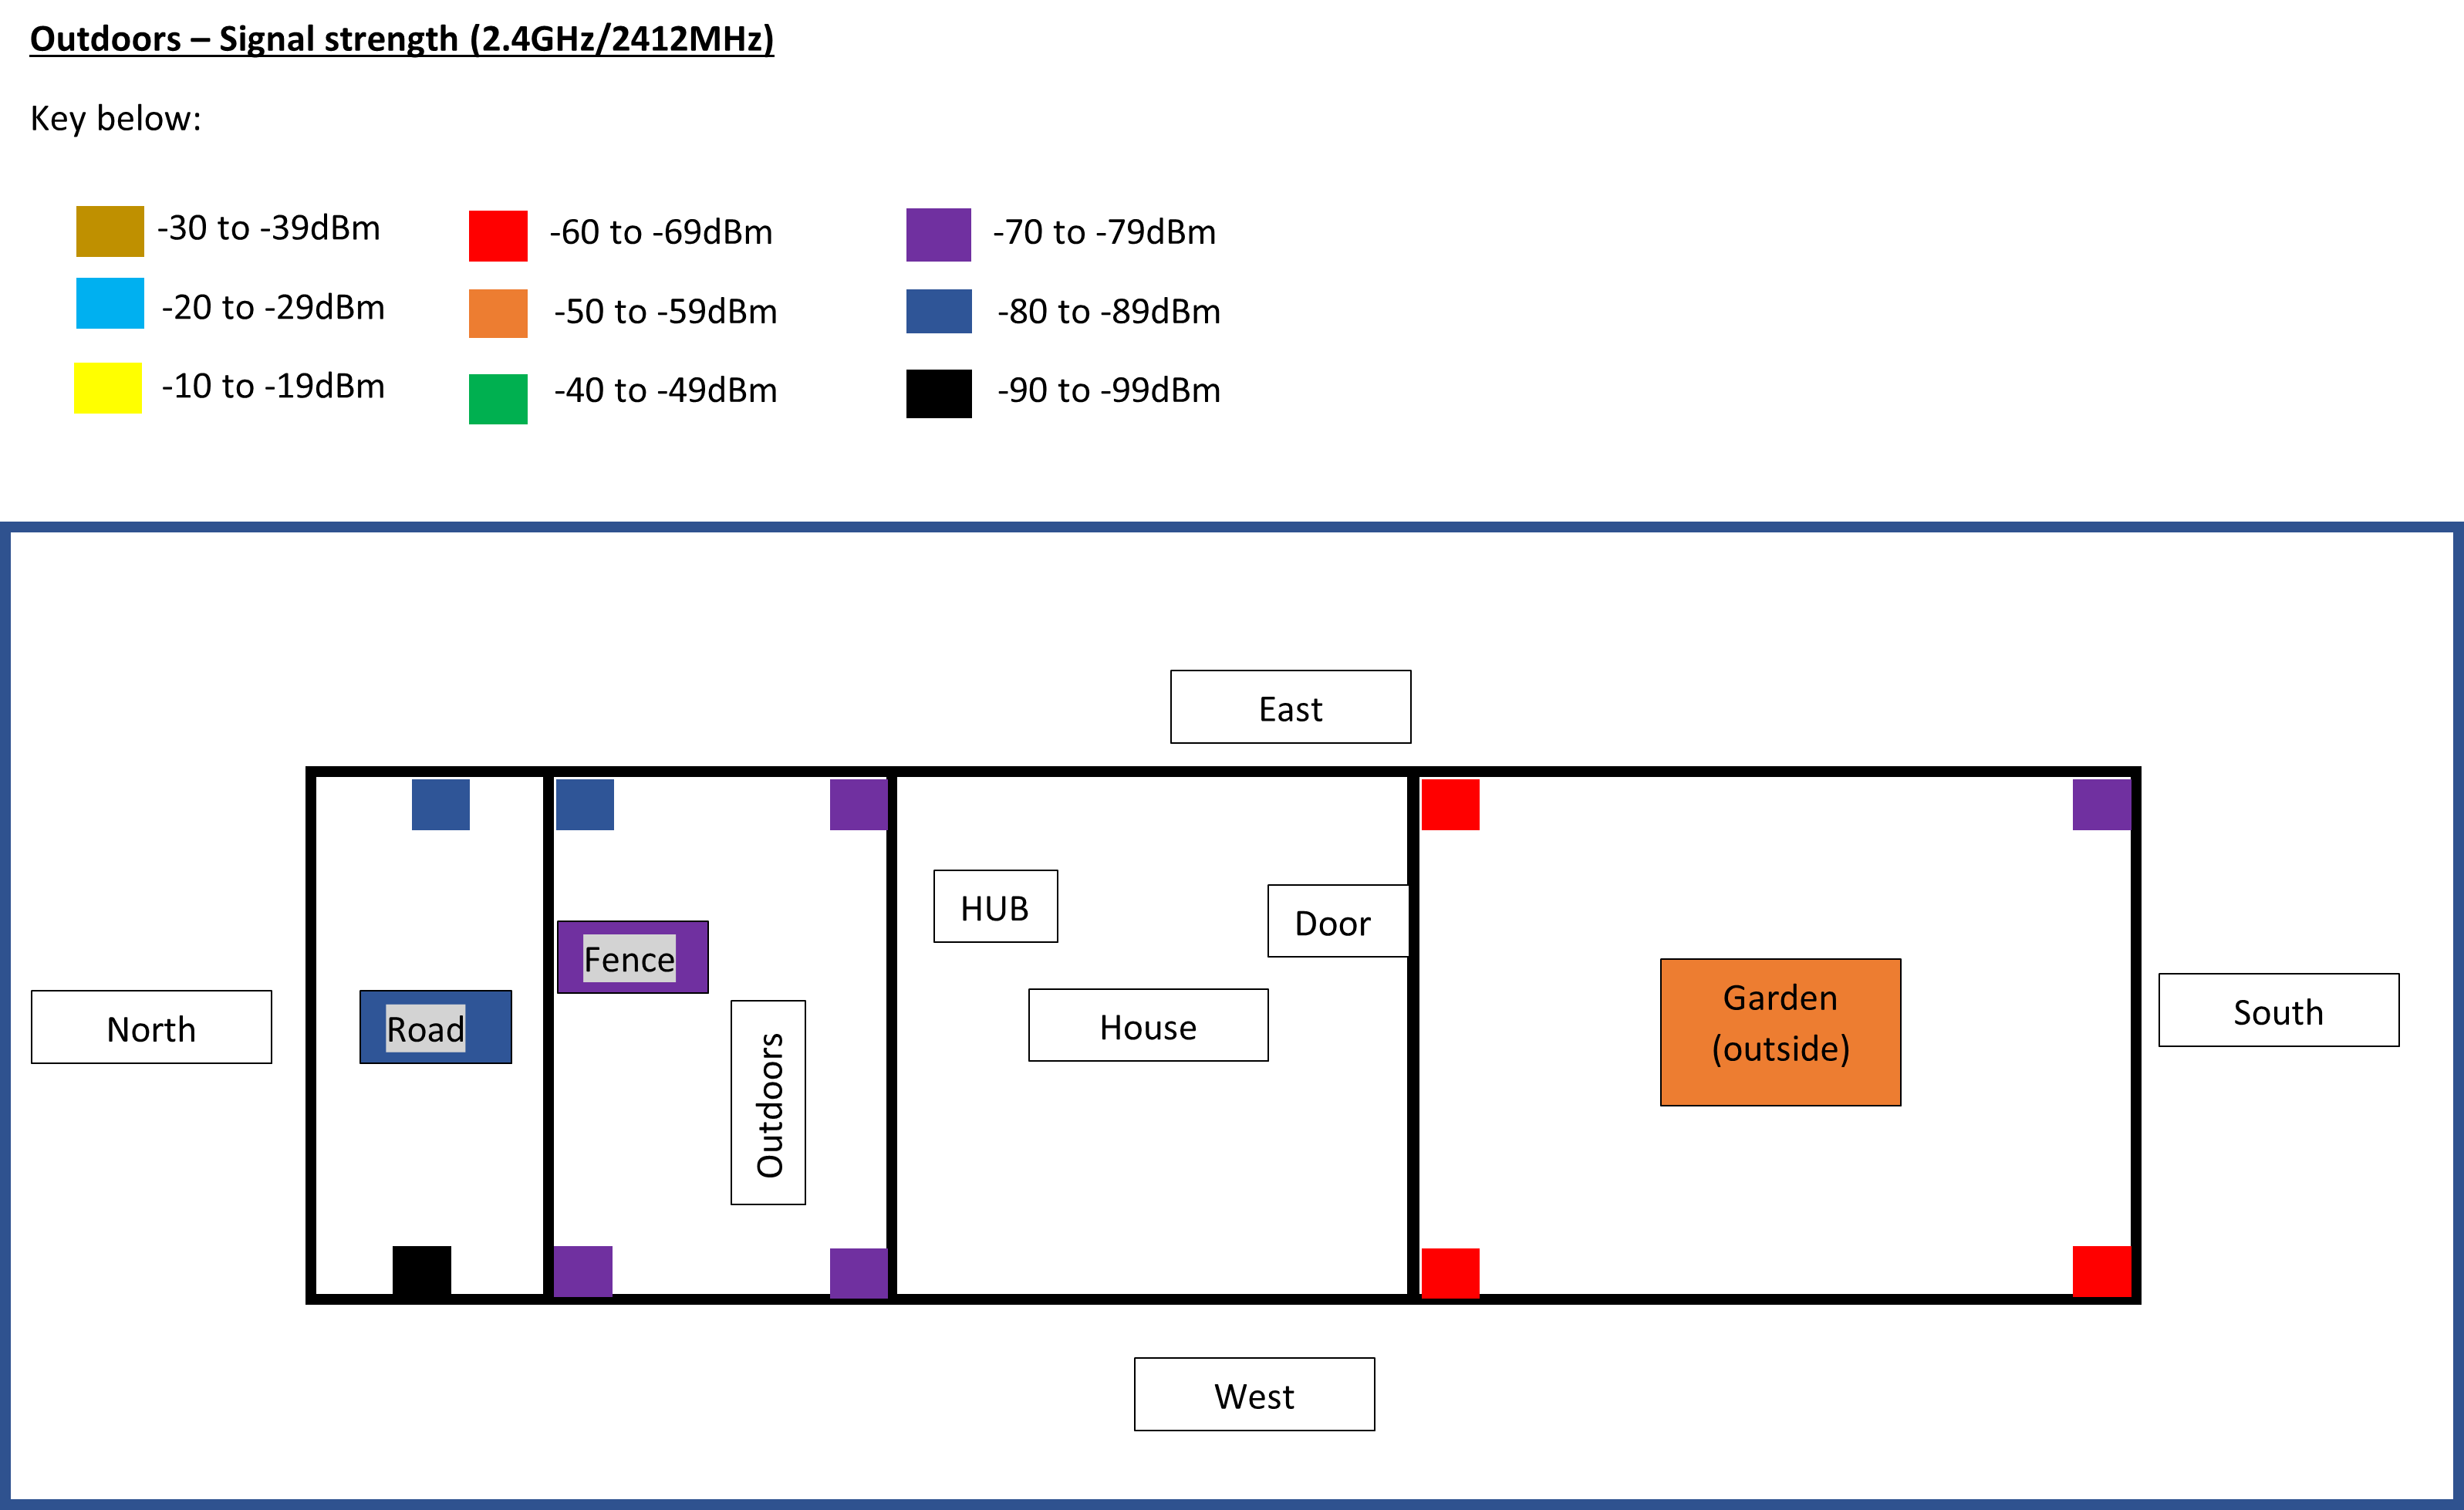 Outdoors – Signal strength (2.4GHz/2412MHz)
Key below:
-30 to -39dBm
-60 to -69dBm
-70 to -79dBm
-20 to -29dBm
-50 to -59dBm
-80 to -89dBm
-10 to -19dBm
-40 to -49dBm
-90 to -99dBm
East
HUB
Door
Fence
Garden
(outside)
North
Road
House
South
Outdoors
West